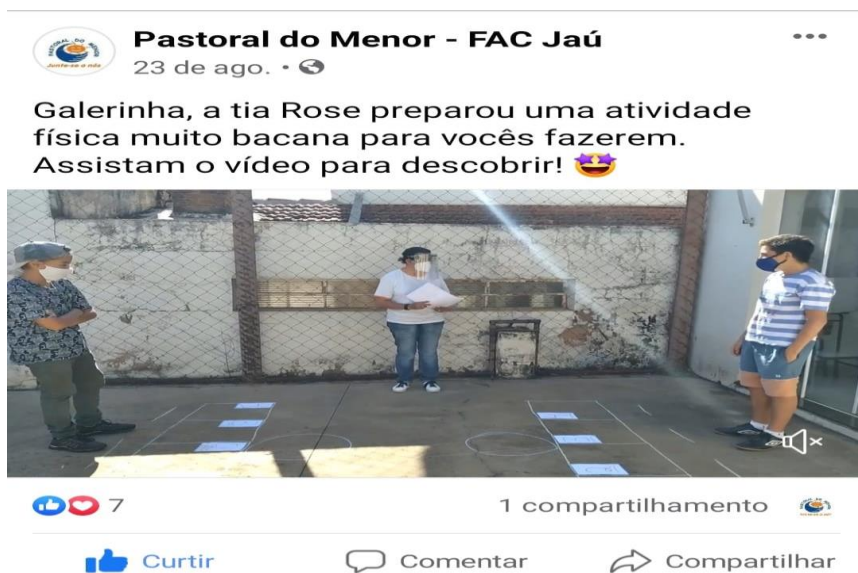 Pastoral do Menor - FAC Jaú
23 de ago.
Galerinha, a tia Rose preparou uma atividade
física muito bacana para vocês fazerem.
Assistam o vídeo para descobrir! 🤩
7
1 compartilhamento
Curtir
Comentar
Compartilhar